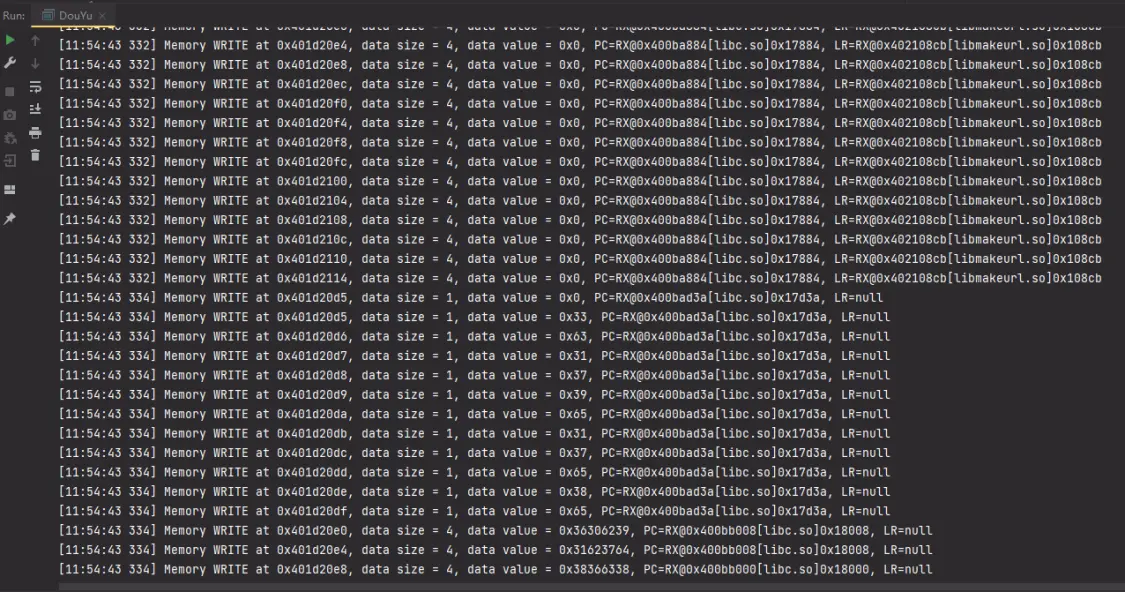 Run: DouYu ×
[11:54:43 332] Memory WRITE at 0x401d20e0, data size = 4, data value = 0x0, PC=RX@0x400ba884[libc.so]0x17884, LR=RX@0x402108cb[libmakeurl.so]0x108cb
[11:54:43 332] Memory WRITE at 0x401d20e4, data size = 4, data value = 0x0, PC=RX@0x400ba884[libc.so]0x17884, LR=RX@0x402108cb[libmakeurl.so]0x108cb
[11:54:43 332] Memory WRITE at 0x401d20e8, data size = 4, data value = 0x0, PC=RX@0x400ba884[libc.so]0x17884, LR=RX@0x402108cb[libmakeurl.so]0x108cb
[11:54:43 332] Memory WRITE at 0x401d20ec, data size = 4, data value = 0x0, PC=RX@0x400ba884[libc.so]0x17884, LR=RX@0x402108cb[libmakeurl.so]0x108cb
[11:54:43 332] Memory WRITE at 0x401d20f0, data size = 4, data value = 0x0, PC=RX@0x400ba884[libc.so]0x17884, LR=RX@0x402108cb[libmakeurl.so]0x108cb
[11:54:43 332] Memory WRITE at 0x401d20f4, data size = 4, data value = 0x0, PC=RX@0x400ba884[libc.so]0x17884, LR=RX@0x402108cb[libmakeurl.so]0x108cb
[11:54:43 332] Memory WRITE at 0x401d20f8, data size = 4, data value = 0x0, PC=RX@0x400ba884[libc.so]0x17884, LR=RX@0x402108cb[libmakeurl.so]0x108cb
[11:54:43 332] Memory WRITE at 0x401d20fc, data size = 4, data value = 0x0, PC=RX@0x400ba884[libc.so]0x17884, LR=RX@0x402108cb[libmakeurl.so]0x108cb
[11:54:43 332] Memory WRITE at 0x401d2100, data size = 4, data value = 0x0, PC=RX@0x400ba884[libc.so]0x17884, LR=RX@0x402108cb[libmakeurl.so]0x108cb
[11:54:43 332] Memory WRITE at 0x401d2104, data size = 4, data value = 0x0, PC=RX@0x400ba884[libc.so]0x17884, LR=RX@0x402108cb[libmakeurl.so]0x108cb
[11:54:43 332] Memory WRITE at 0x401d2108, data size = 4, data value = 0x0, PC=RX@0x400ba884[libc.so]0x17884, LR=RX@0x402108cb[libmakeurl.so]0x108cb
[11:54:43 332] Memory WRITE at 0x401d210c, data size = 4, data value = 0x0, PC=RX@0x400ba884[libc.so]0x17884, LR=RX@0x402108cb[libmakeurl.so]0x108cb
[11:54:43 332] Memory WRITE at 0x401d2110, data size = 4, data value = 0x0, PC=RX@0x400ba884[libc.so]0x17884, LR=RX@0x402108cb[libmakeurl.so]0x108cb
[11:54:43 332] Memory WRITE at 0x401d2114, data size = 4, data value = 0x0, PC=RX@0x400ba884[libc.so]0x17884, LR=RX@0x402108cb[libmakeurl.so]0x108cb
[11:54:43 334] Memory WRITE at 0x401d20d5, data size = 1, data value = 0x0, PC=RX@0x400bad3a[libc.so]0x17d3a, LR=null
[11:54:43 334] Memory WRITE at 0x401d20d5, data size = 1, data value = 0x33, PC=RX@0x400bad3a[libc.so]0x17d3a, LR=null
[11:54:43 334] Memory WRITE at 0x401d20d6, data size = 1, data value = 0x63, PC=RX@0x400bad3a[libc.so]0x17d3a, LR=null
[11:54:43 334] Memory WRITE at 0x401d20d7, data size = 1, data value = 0x31, PC=RX@0x400bad3a[libc.so]0x17d3a, LR=null
[11:54:43 334] Memory WRITE at 0x401d20d8, data size = 1, data value = 0x37, PC=RX@0x400bad3a[libc.so]0x17d3a, LR=null
[11:54:43 334] Memory WRITE at 0x401d20d9, data size = 1, data value = 0x39, PC=RX@0x400bad3a[libc.so]0x17d3a, LR=null
[11:54:43 334] Memory WRITE at 0x401d20da, data size = 1, data value = 0x65, PC=RX@0x400bad3a[libc.so]0x17d3a, LR=null
[11:54:43 334] Memory WRITE at 0x401d20db, data size = 1, data value = 0x31, PC=RX@0x400bad3a[libc.so]0x17d3a, LR=null
[11:54:43 334] Memory WRITE at 0x401d20dc, data size = 1, data value = 0x37, PC=RX@0x400bad3a[libc.so]0x17d3a, LR=null
[11:54:43 334] Memory WRITE at 0x401d20dd, data size = 1, data value = 0x65, PC=RX@0x400bad3a[libc.so]0x17d3a, LR=null
[11:54:43 334] Memory WRITE at 0x401d20de, data size = 1, data value = 0x38, PC=RX@0x400bad3a[libc.so]0x17d3a, LR=null
[11:54:43 334] Memory WRITE at 0x401d20df, data size = 1, data value = 0x65, PC=RX@0x400bad3a[libc.so]0x17d3a, LR=null
[11:54:43 334] Memory WRITE at 0x401d20e0, data size = 4, data value = 0x36306239, PC=RX@0x400bb008[libc.so]0x18008, LR=null
[11:54:43 334] Memory WRITE at 0x401d20e4, data size = 4, data value = 0x31623764, PC=RX@0x400bb008[libc.so]0x18008, LR=null
[11:54:43 334] Memory WRITE at 0x401d20e8, data size = 4, data value = 0x38366338, PC=RX@0x400bb000[libc.so]0x18000, LR=null